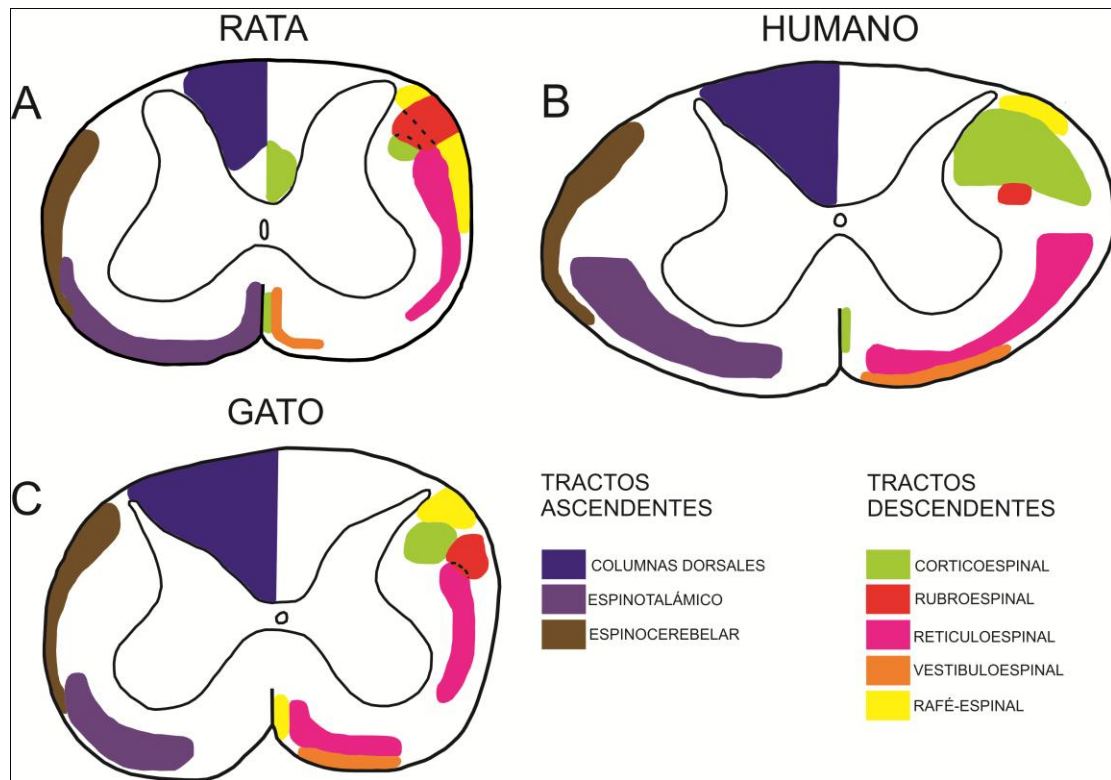 RATA
HUMANO
A
B
GATO
C
TRACTOS
ASCENDENTES
COLUMNAS DORSALES
ESPINOTALÁMICO
ESPINOCEREBELAR
TRACTOS
DESCENDENTES
CORTICOESPINAL
RUBROESPINAL
RETICULOESPINAL
VESTIBULOESPINAL
RAFÉ-ESPINAL